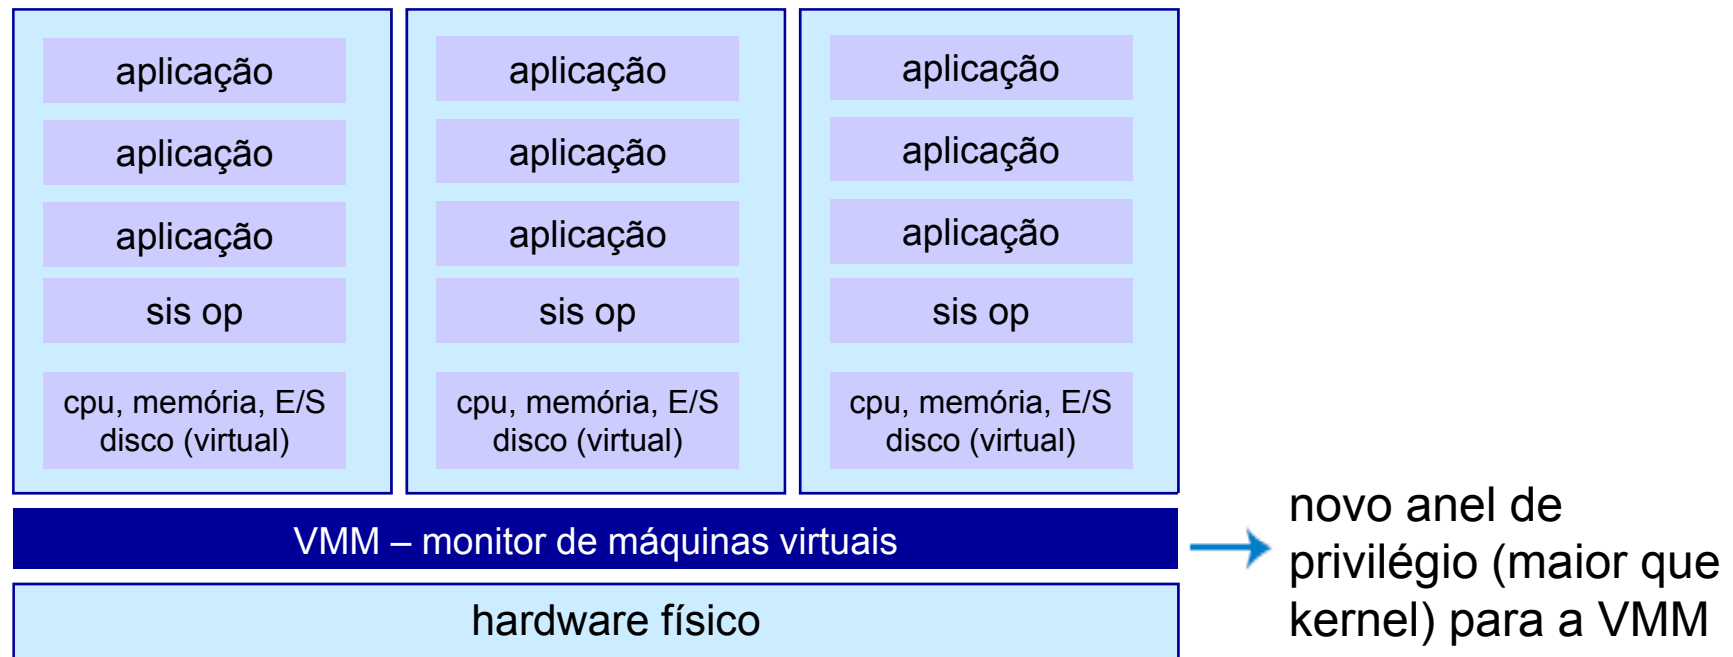 aplicação
aplicação
aplicação
sis op
cpu, memória, E/S
disco (virtual)
aplicação
aplicação
aplicação
sis op
cpu, memória, E/S
disco (virtual)
aplicação
aplicação
aplicação
sis op
cpu, memória, E/S
disco (virtual)
VMM – monitor de máquinas virtuais
hardware físico
novo anel de
privilégio (maior que
kernel) para a VMM